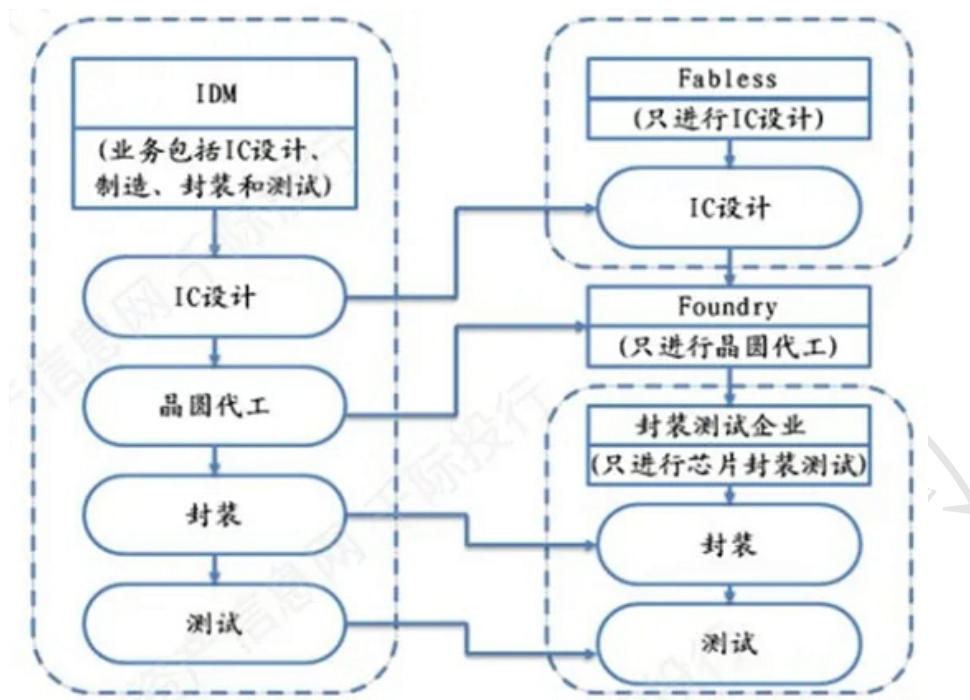 IDM
(业务包括IC设计、
制造、封装和测试)
IC设计
晶圆代工
封装
测试
Fabless
(只进行IC设计)
IC设计
Foundry
(只进行晶圆代工)
封装测试企业
(只进行芯片封装测试)
封装
测试